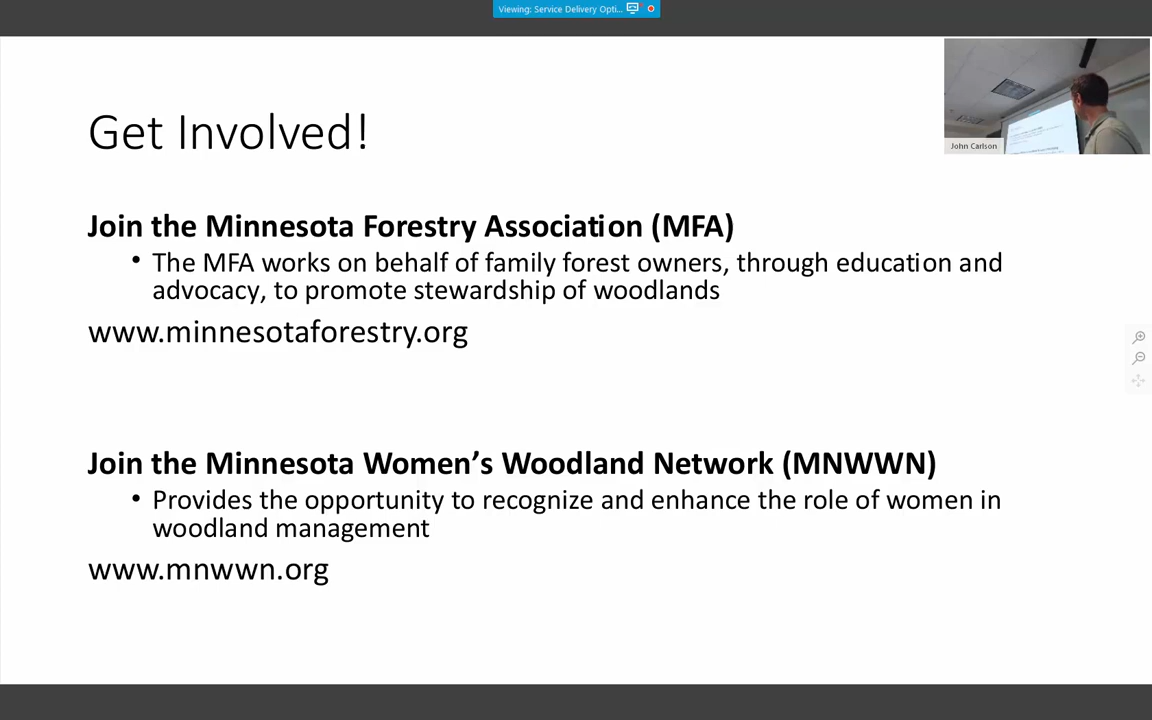 Viewing: Service Delivery Opti...
Get Involved!
John Carlson
Join the Minnesota Forestry Association (MFA)
• The MFA works on behalf of family forest owners, through education and
advocacy, to promote stewardship of woodlands
www.minnesotaforestry.org
Join the Minnesota Women’s Woodland Network (MNWWN)
• Provides the opportunity to recognize and enhance the role of women in
woodland management
www.mnwwn.org